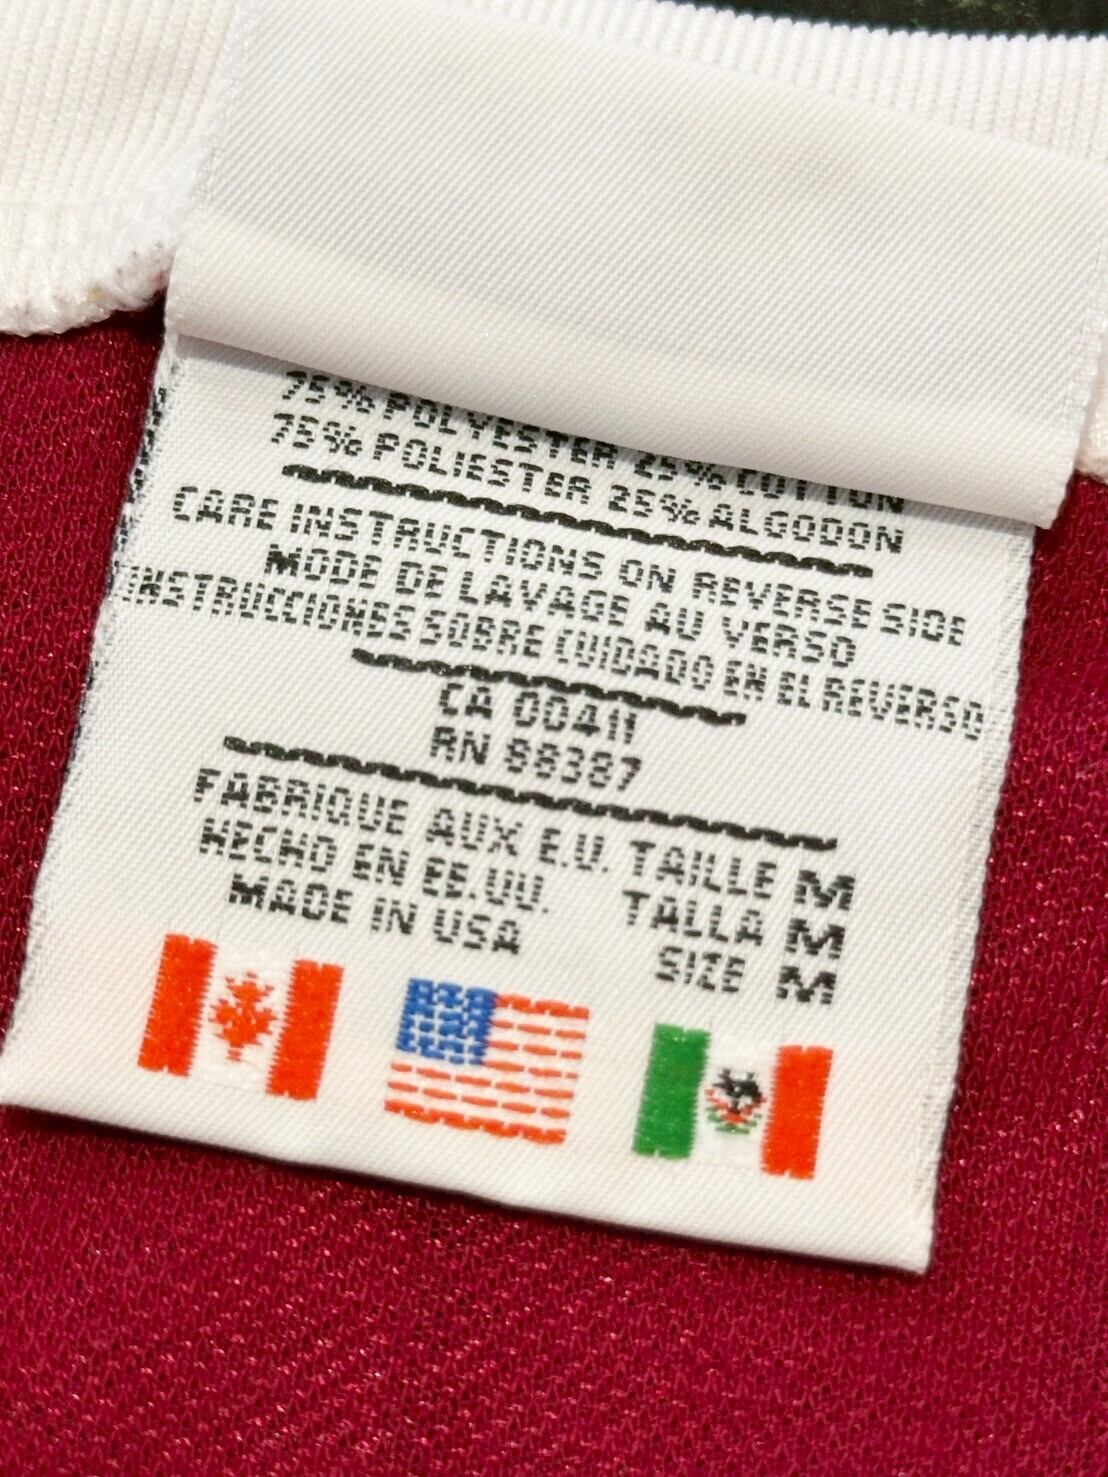 75% POLYESTER 25% COTTON
75% POLIESTER 25% ALGODON
CARE INSTRUCTIONS ON REVERSE SIDE
MODE DE LAVAGE AU VERSO
INSTRUCCIONES SOBRE CUIDADO EN EL REVERSO
CA 00411
RN 88387
FABRIQUE AUX E.U. TAILLE M
HECHO EN EE.UU. TALLA M
MADE IN USA SIZE M